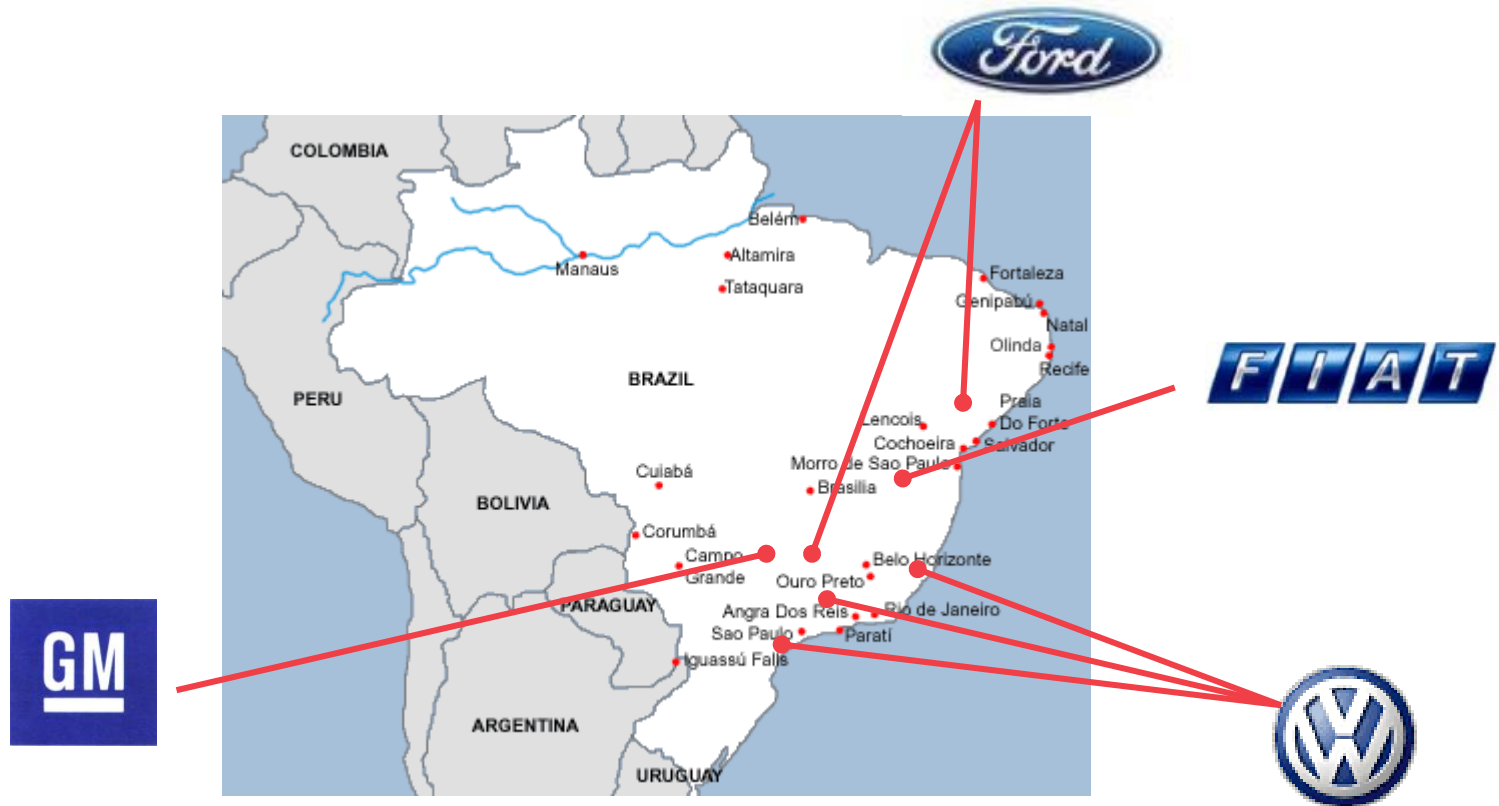 Ford
COLOMBIA
Belém
Altamira
Manaus
Tataquara
Fortaleza
Genipabú
Natal
Olinda
Recife
BRAZIL
PERU
FIAT
Praia
Do Forte
Lencois
Cochoeira
Salvador
Morro de Sao Paulo
Cuiabá
Brasilia
BOLIVIA
Corumbá
Campo
Grande
Belo Horizonte
Ouro Preto
PARAGUAY
Angra Dos Reis
Rio de Janeiro
Sao Paulo
Paratí
Iguassú Falls
GM
ARGENTINA
VW
URUGUAY